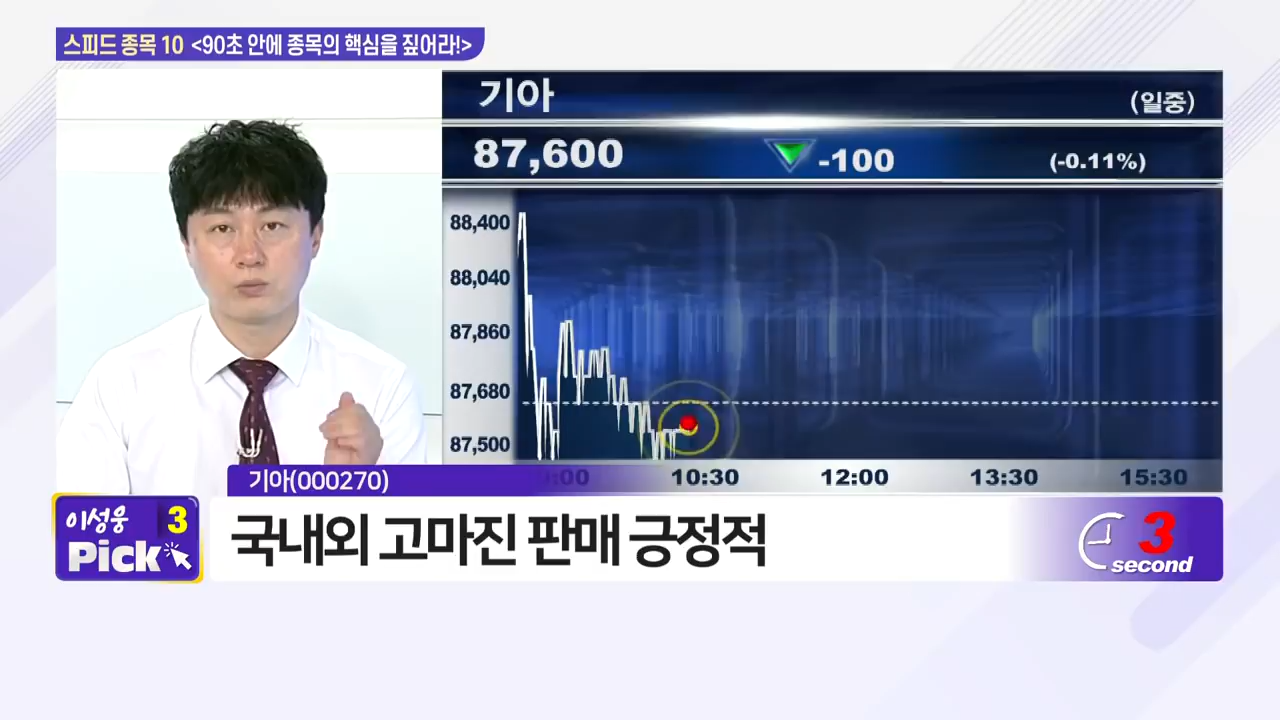 스피드 종목 10 <90초 안에 종목의 핵심을 짚어라!>
기아
(일중)
87,600
-100
(-0.11%)
88,400
88,040
87,860
87,680
87,500
10:30
12:00
13:30
15:30
기아(000270)
이성웅 3
Pick
국내외 고마진 판매 긍정적
3
second